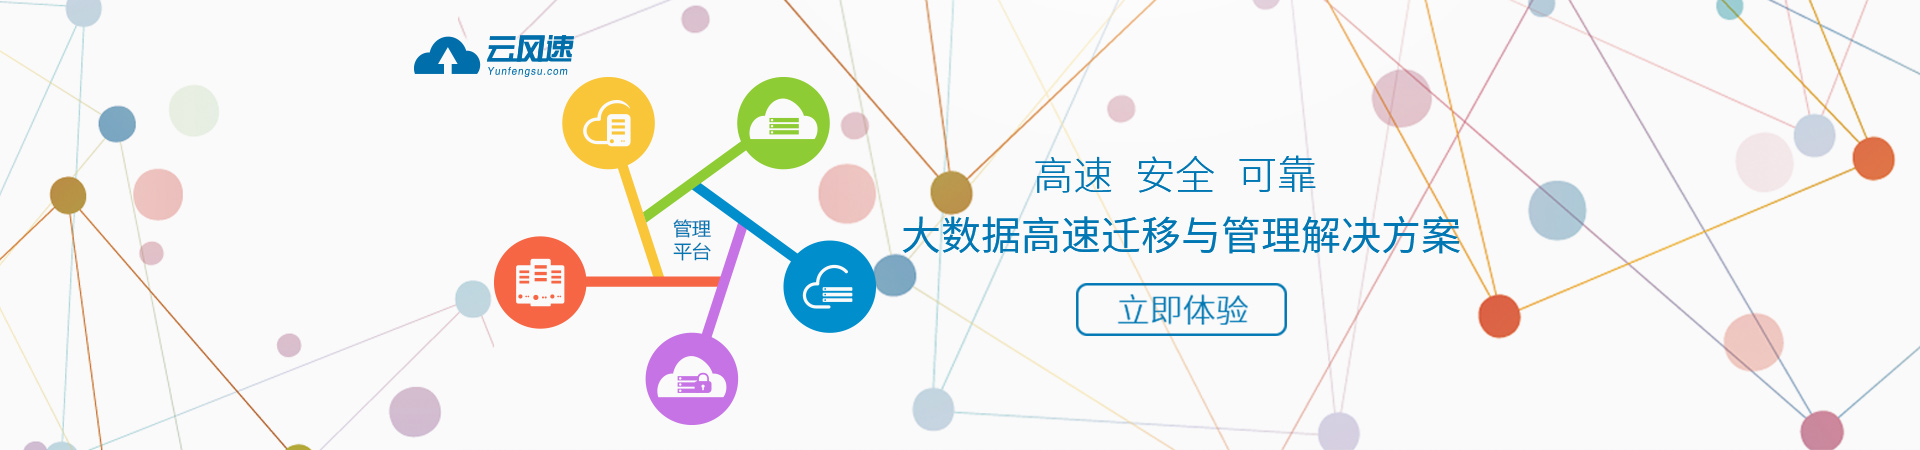 云风速
Yunfengsu.com
高速 安全 可靠
管理
平台
大数据高速迁移与管理解决方案
立即体验